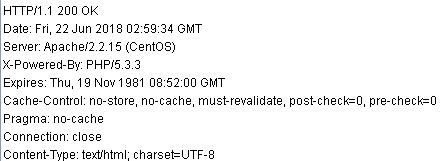 HTTP/1.1 200 OK
Date: Fri, 22 Jun 2018 02:59:34 GMT
Server: Apache/2.2.15 (CentOS)
X-Powered-By: PHP/5.3.3
Expires: Thu, 19 Nov 1981 08:52:00 GMT
Cache-Control: no-store, no-cache, must-revalidate, post-check=0, pre-check=0
Pragma: no-cache
Connection: close
Content-Type: text/html; charset=UTF-8